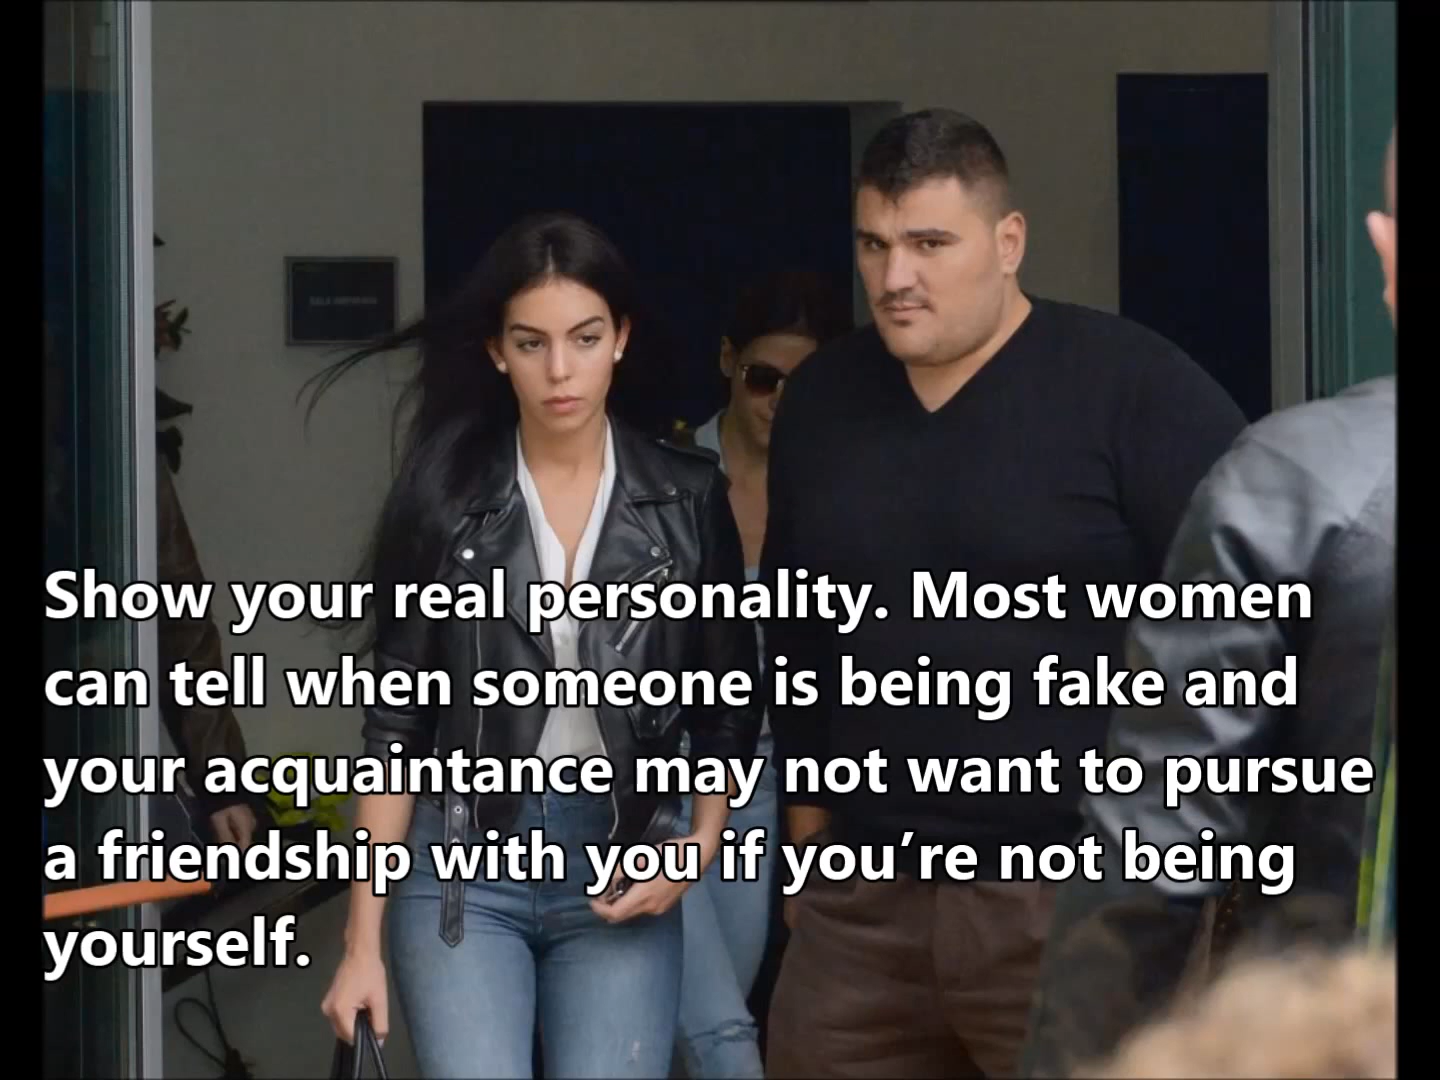 Show your real personality. Most women
can tell when someone is being fake and
your acquaintance may not want to pursue
a friendship with you if you’re not being
yourself.